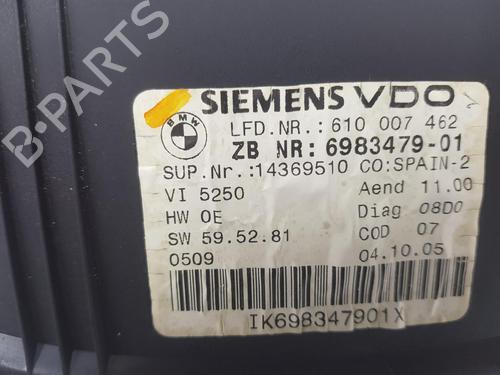 SIEMENS VDO
BMW
LFD.NR.:610 007 462
ZB NR:6983479-01
SUP.Nr.:14369510 CO:SPAIN-2
VI 5250 Aend 11.00
HW 0E Diag 08D0
SW 59.52.81 COD 07
0509 04.10.05
IK698347901X
B-PARTS